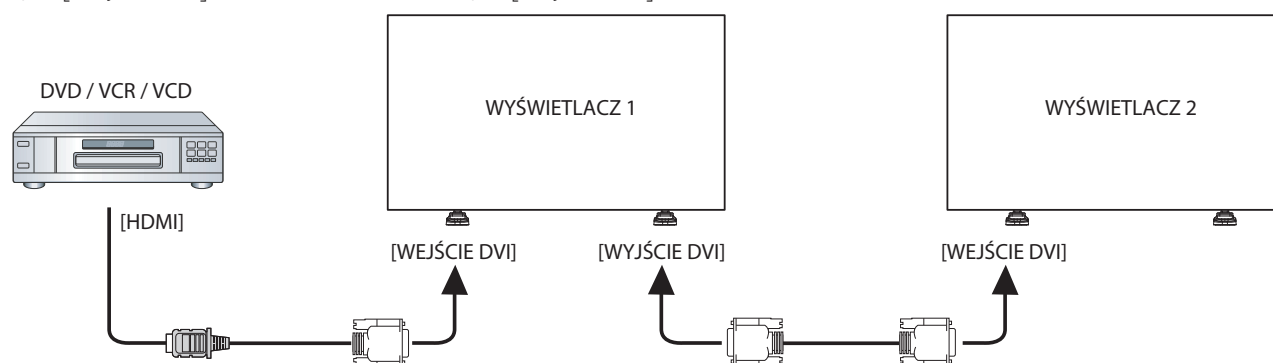 DVD / VCR / VCD
WYŚWIETLACZ 1
WYŚWIETLACZ 2
[HDMI]
[WEJŚCIE DVI]
[WYJŚCIE DVI]
[WEJŚCIE DVI]